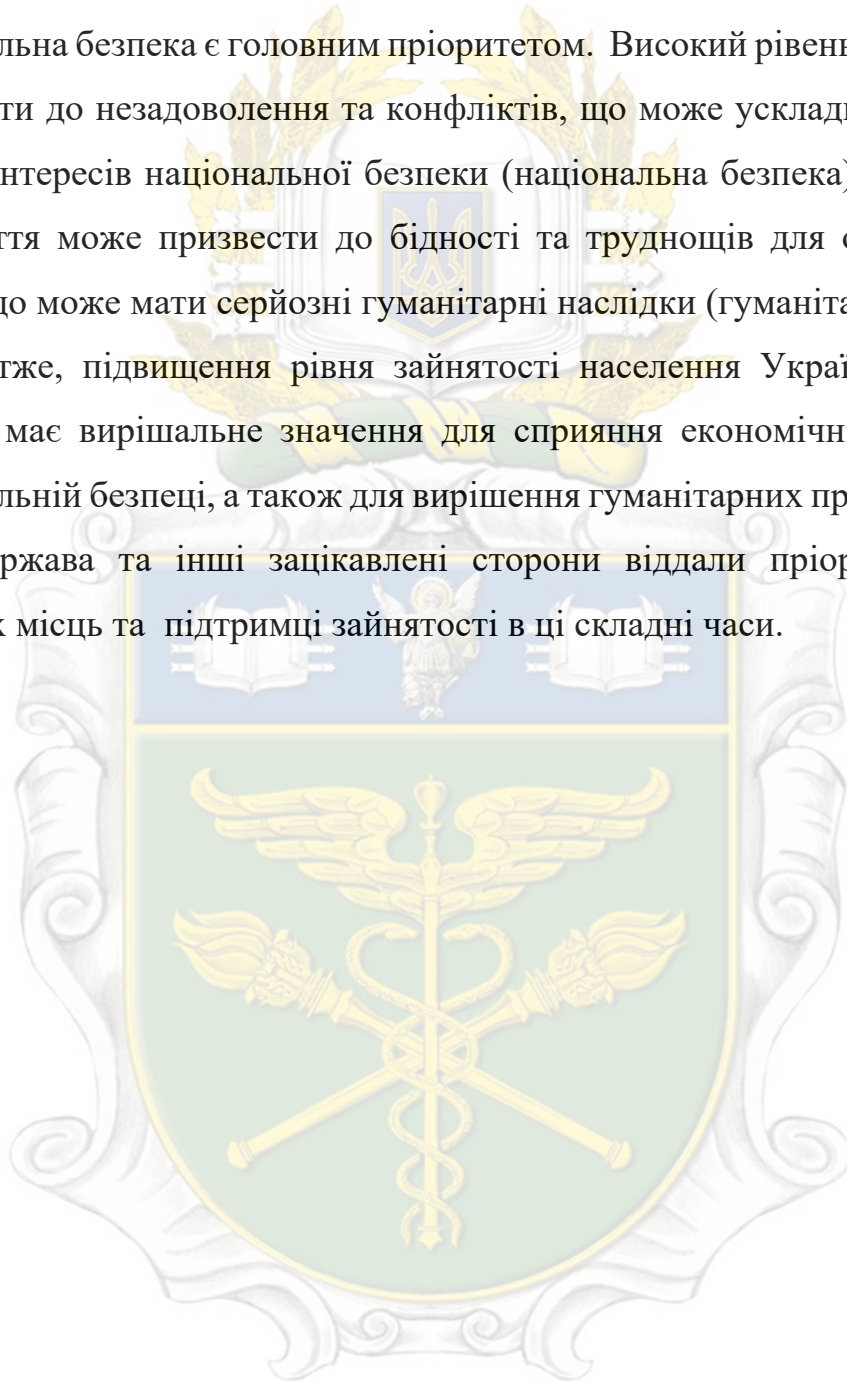 льна безпека є головним пріоритетом. Високий рівень
ти до незадоволення та конфліктів, що може усклад
нтересів національної безпеки (національна безпека)
ття може призвести до бідності та труднощів для
до може мати серйозні гуманітарні наслідки (гуманіта
тже, підвищення рівня зайнятості населення Украї
має вирішальне значення для сприяння економічн
льній безпеці, а також для вирішення гуманітарних пр
ржава та інші зацікавлені сторони віддали пріор
х місць та підтримці зайнятості в ці складні часи.